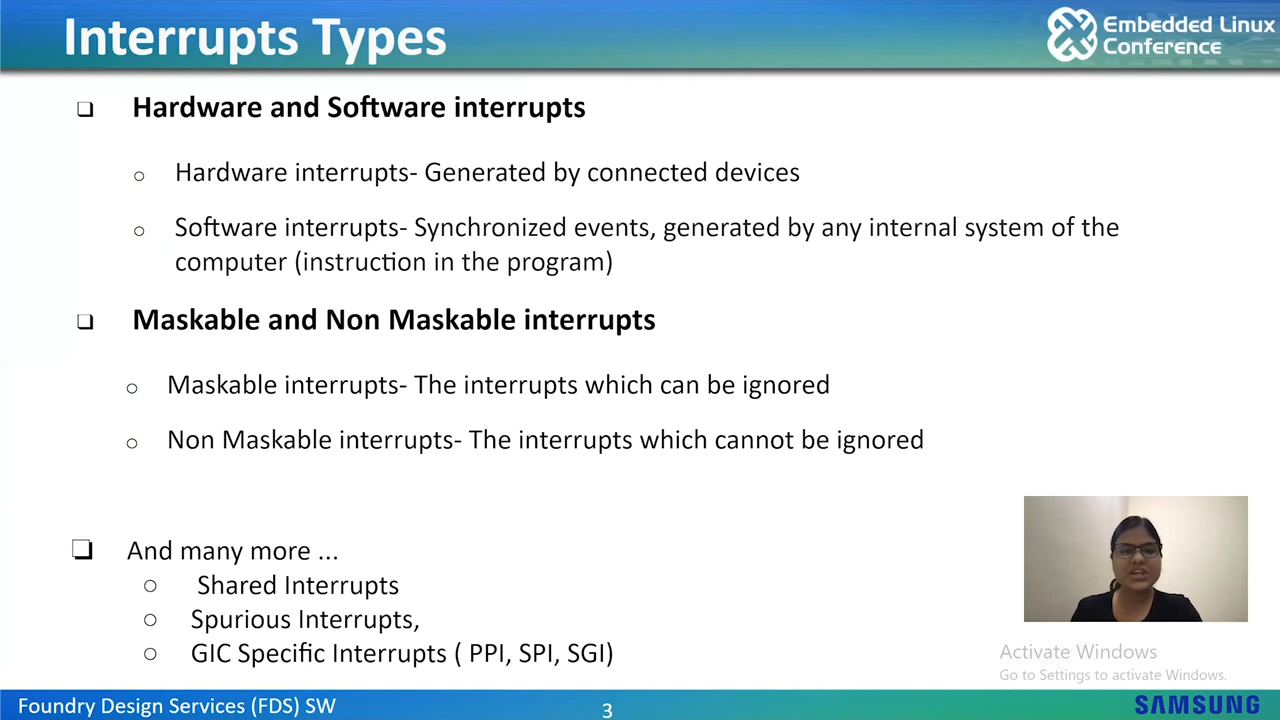 Interrupts Types
Embedded Linux
Conference
❑ Hardware and Software interrupts
○ Hardware interrupts- Generated by connected devices
○ Software interrupts- Synchronized events, generated by any internal system of the
computer (instruction in the program)
❑ Maskable and Non Maskable interrupts
○ Maskable interrupts- The interrupts which can be ignored
○ Non Maskable interrupts- The interrupts which cannot be ignored
❑ And many more ...
○ Shared Interrupts
○ Spurious Interrupts,
○ GIC Specific Interrupts ( PPI, SPI, SGI)
Activate Windows
Go to Settings to activate Windows.
Foundry Design Services (FDS) SW
3
SAMSUNG